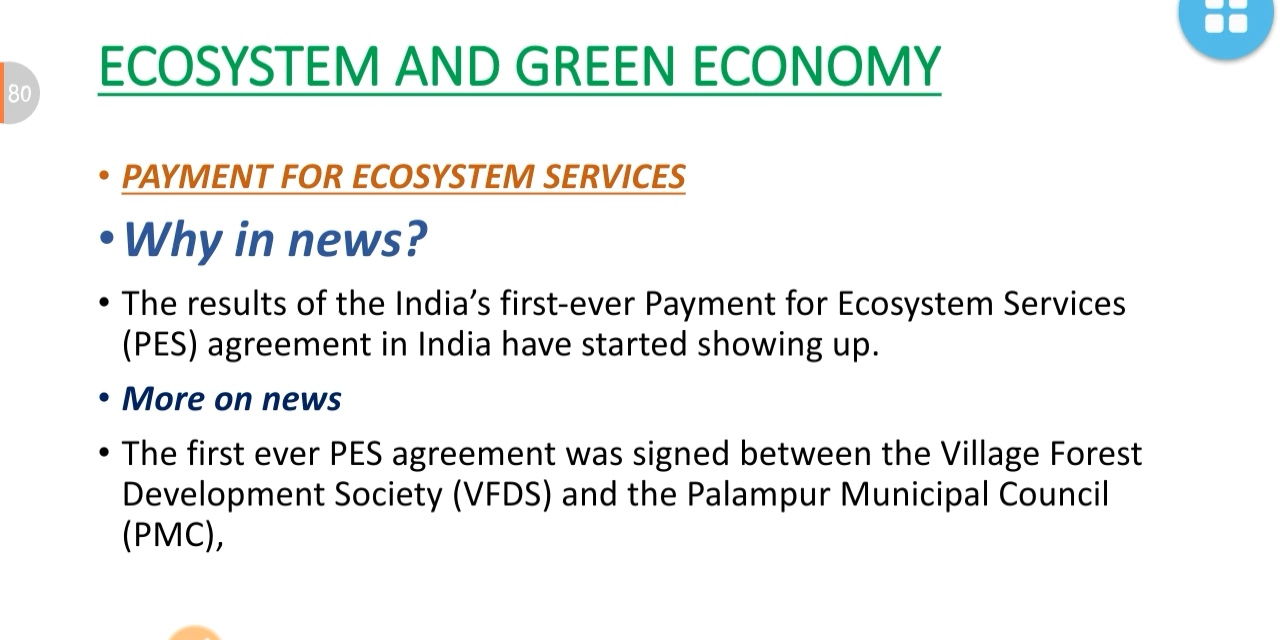 ECOSYSTEM AND GREEN ECONOMY
80
• PAYMENT FOR ECOSYSTEM SERVICES
• Why in news?
• The results of the India’s first-ever Payment for Ecosystem Services
(PES) agreement in India have started showing up.
• More on news
• The first ever PES agreement was signed between the Village Forest
Development Society (VFDS) and the Palampur Municipal Council
(PMC),